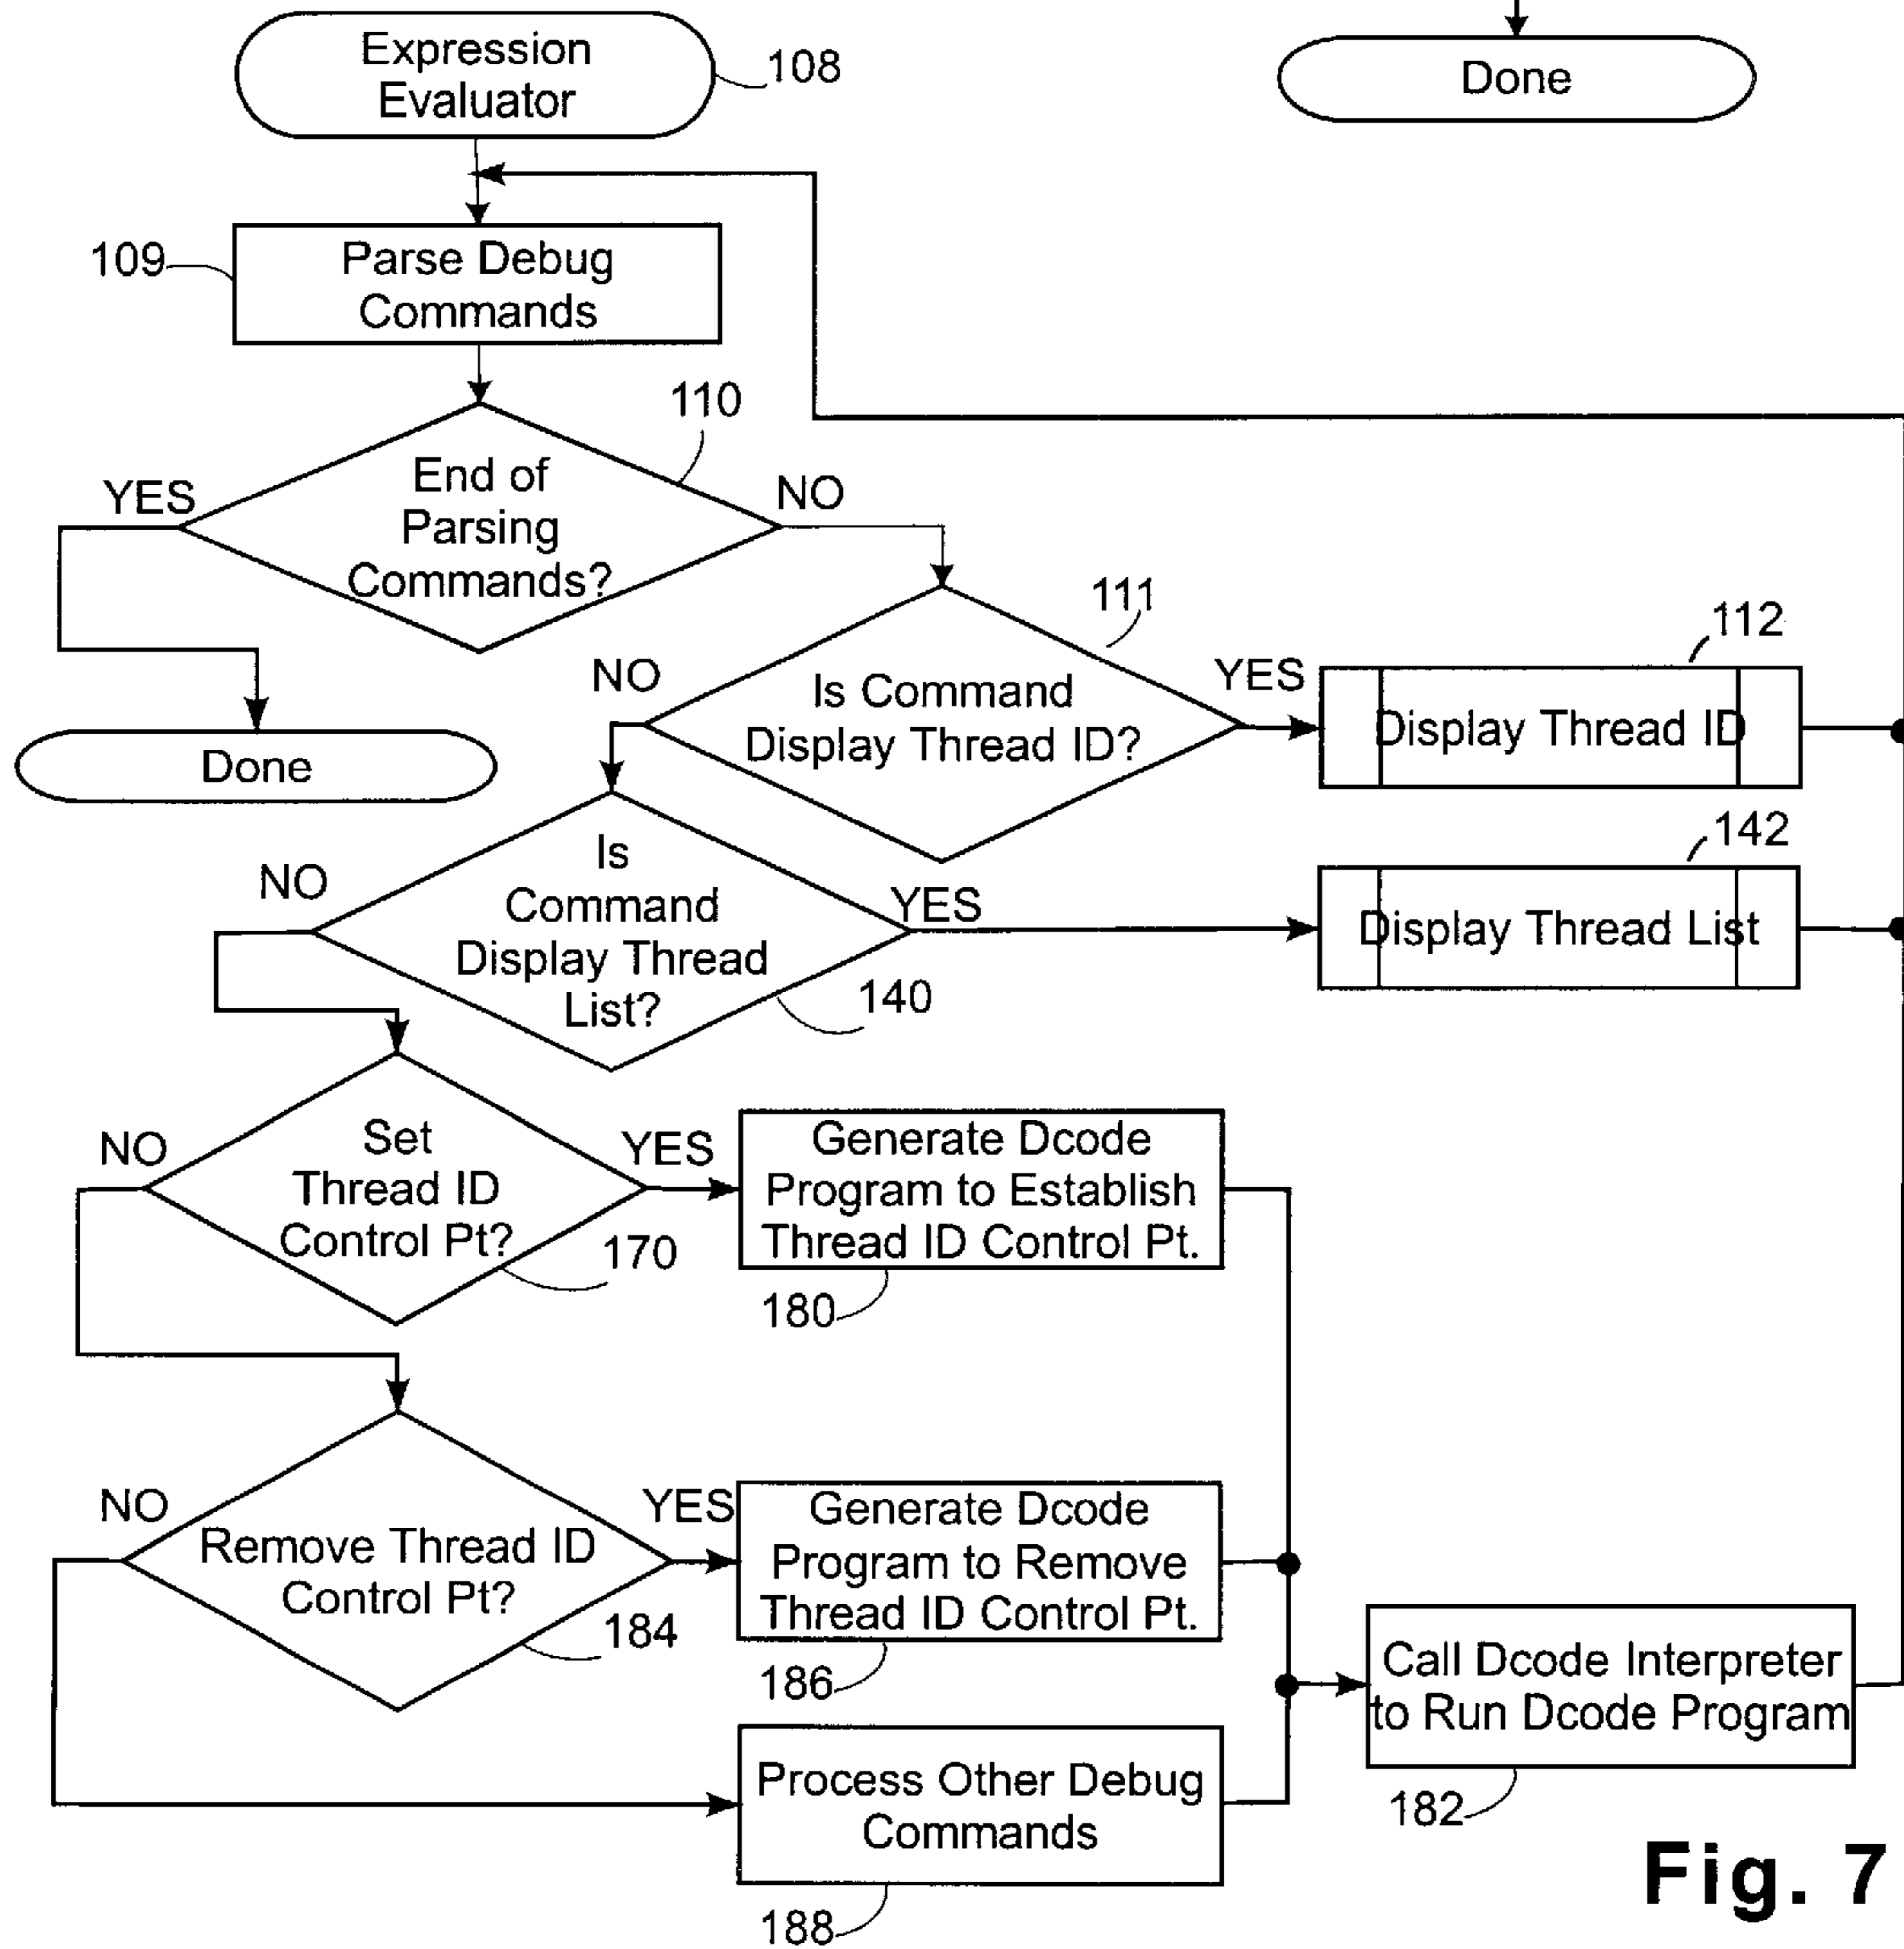 Expression
Evaluator
108
Done
109
Parse Debug
Commands
110
YES
End of
Parsing
Commands?
NO
111
112
NO
Is Command
Display Thread ID?
YES
Display Thread ID
Done
142
NO
Is
Command
Display Thread
List?
YES
Display Thread List
140
NO
Set
Thread ID
Control Pt?
YES
Generate Dcode
Program to Establish
Thread ID Control Pt.
170
180
NO
Remove Thread ID
Control Pt?
YES
Generate Dcode
Program to Remove
Thread ID Control Pt.
184
186
Call Dcode Interpreter
to Run Dcode Program
182
Process Other Debug
Commands
188
Fig. 7